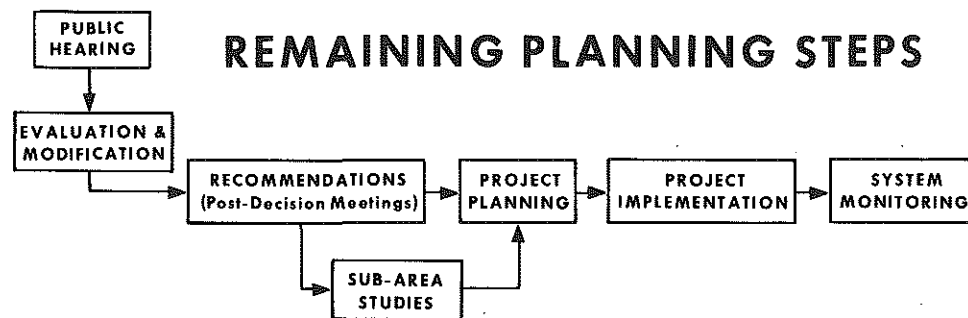 PUBLIC
HEARING
REMAINING PLANNING STEPS
EVALUATION &
MODIFICATION
RECOMMENDATIONS
(Post-Decision Meetings)
PROJECT
PLANNING
PROJECT
IMPLEMENTATION
SYSTEM
MONITORING
SUB-AREA
STUDIES